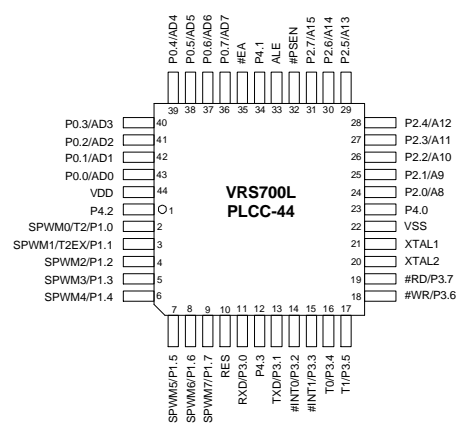 P0.4/AD4
P0.5/AD5
P0.6/AD6
P0.7/AD7
#EA
P4.1
ALE
#PSEN
P2.7/A15
P2.6/A14
P2.5/A13
39 38 37 36 35 34 33 32 31 30 29
P0.3/AD3 40
P0.2/AD2 41
P0.1/AD1 42
P0.0/AD0 43
VDD 44
P4.2 1
SPWM0/T2/P1.0 2
SPWM1/T2EX/P1.1 3
SPWM2/P1.2 4
SPWM3/P1.3 5
SPWM4/P1.4 6
VRS700L
PLCC-44
28 P2.4/A12
27 P2.3/A11
26 P2.2/A10
25 P2.1/A9
24 P2.0/A8
23 P4.0
22 VSS
21 XTAL1
20 XTAL2
19 #RD/P3.7
18 #WR/P3.6
7 8 9 10 11 12 13 14 15 16 17
SPWM5/P1.5
SPWM6/P1.6
SPWM7/P1.7
RES
RXD/P3.0
P4.3
TXD/P3.1
#INT0/P3.2
#INT1/P3.3
T0/P3.4
T1/P3.5